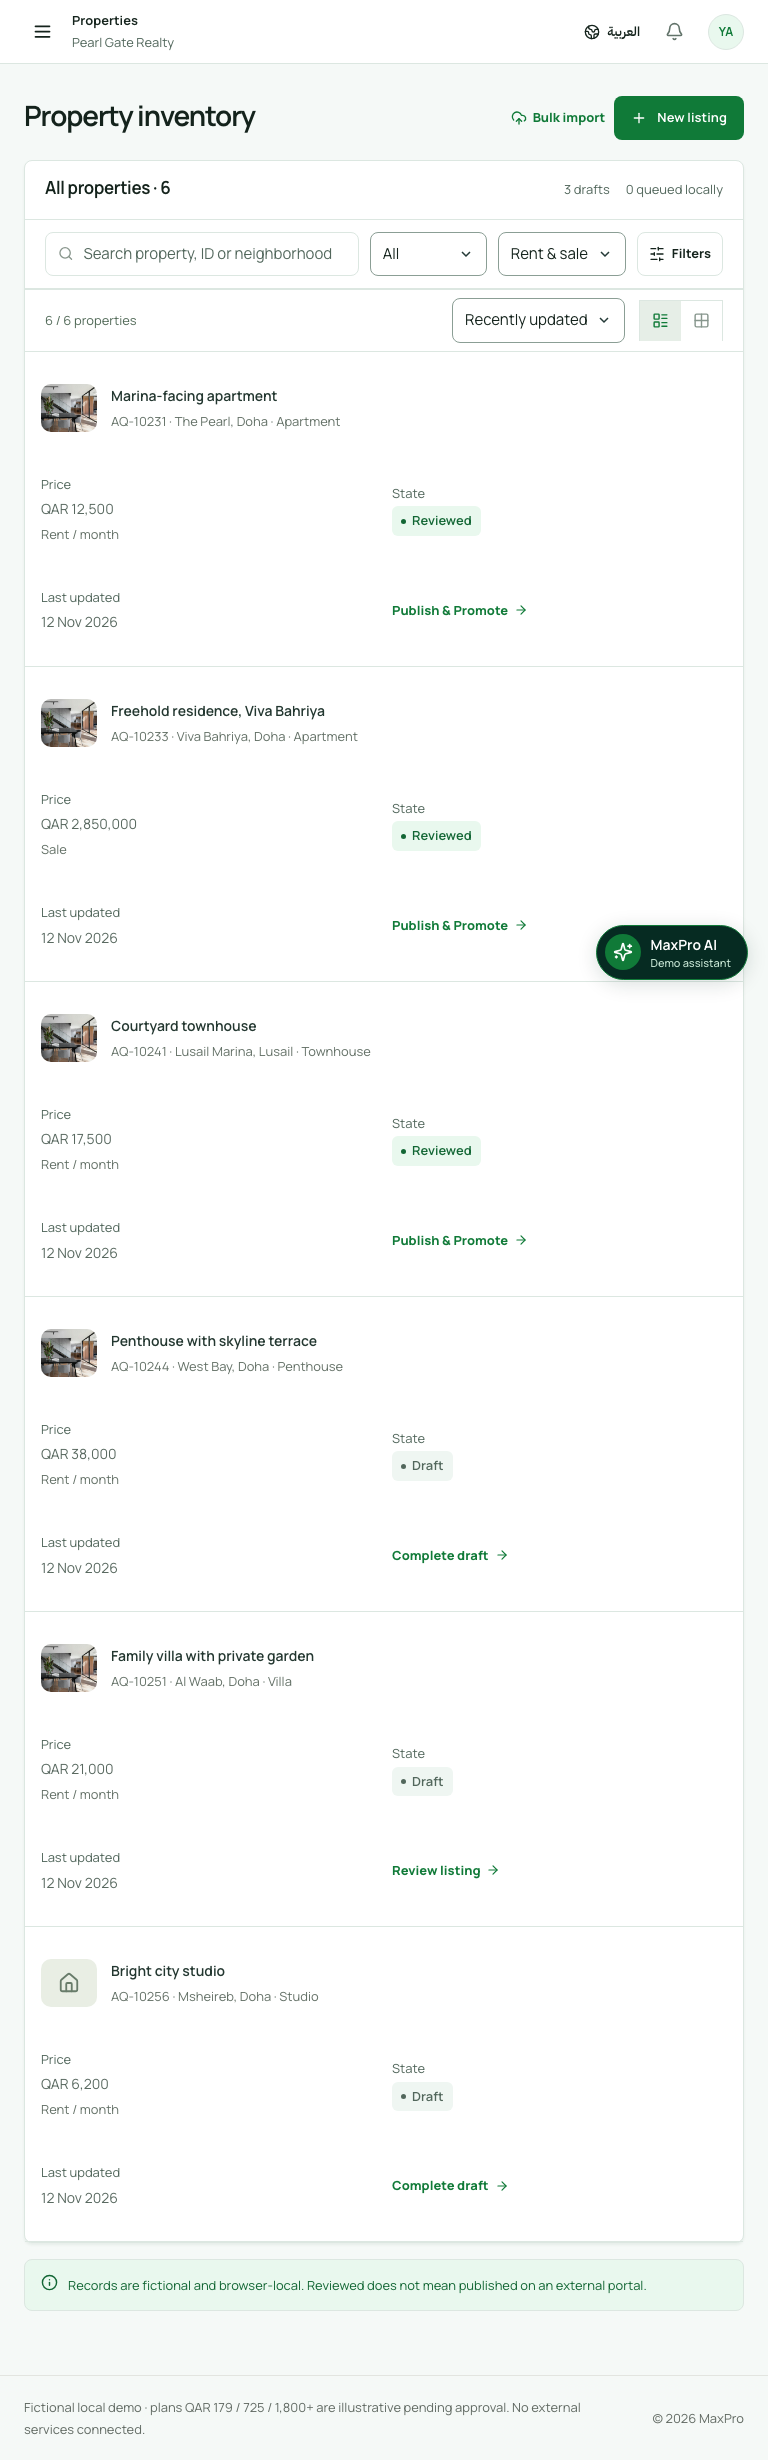 Properties
Pearl Gate Realty
العربية
YA
Property inventory
Bulk import
New listing
All properties · 6
3 drafts
0 queued locally
Search property, ID or neighborhood
All
Rent & sale
Filters
6 / 6 properties
Recently updated
Marina-facing apartment
AQ-10231 · The Pearl, Doha · Apartment
Price
QAR 12,500
Rent / month
State
Reviewed
Last updated
12 Nov 2026
Publish & Promote
Freehold residence, Viva Bahriya
AQ-10233 · Viva Bahriya, Doha · Apartment
Price
QAR 2,850,000
Sale
State
Reviewed
Last updated
12 Nov 2026
Publish & Promote
MaxPro AI
Demo assistant
Courtyard townhouse
AQ-10241 · Lusail Marina, Lusail · Townhouse
Price
QAR 17,500
Rent / month
State
Reviewed
Last updated
12 Nov 2026
Publish & Promote
Penthouse with skyline terrace
AQ-10244 · West Bay, Doha · Penthouse
Price
QAR 38,000
Rent / month
State
Draft
Last updated
12 Nov 2026
Complete draft
Family villa with private garden
AQ-10251 · Al Waab, Doha · Villa
Price
QAR 21,000
Rent / month
State
Draft
Last updated
12 Nov 2026
Review listing
Bright city studio
AQ-10256 · Msheireb, Doha · Studio
Price
QAR 6,200
Rent / month
State
Draft
Last updated
12 Nov 2026
Complete draft
Records are fictional and browser-local. Reviewed does not mean published on an external portal.
Fictional local demo · plans QAR 179 / 725 / 1,800+ are illustrative pending approval. No external
services connected.
© 2026 MaxPro